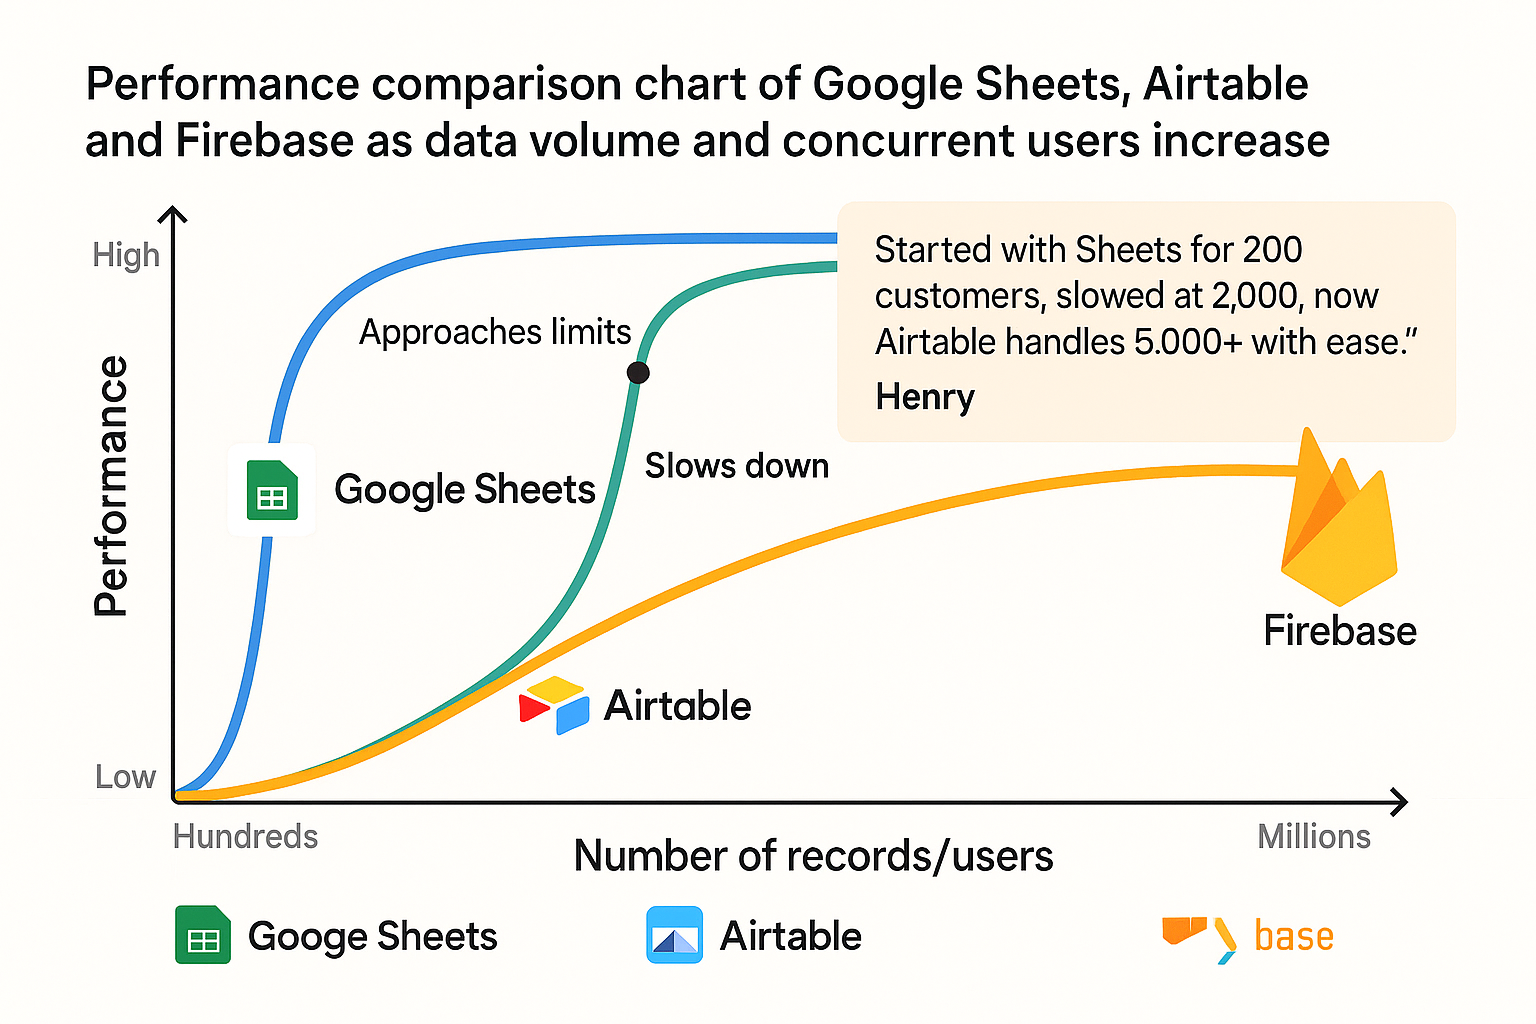 Performance comparison chart of Google Sheets, Airtable
and Firebase as data volume and concurrent users increase
High
Started with Sheets for 200
customers, slowed at 2,000, now
Airtable handles 5.000+ with ease.”
Henry
Approaches limits
Performance
Google Sheets
Slows down
Firebase
Airtable
Low
Hundreds
Number of records/users
Millions
Googe Sheets
Airtable
base